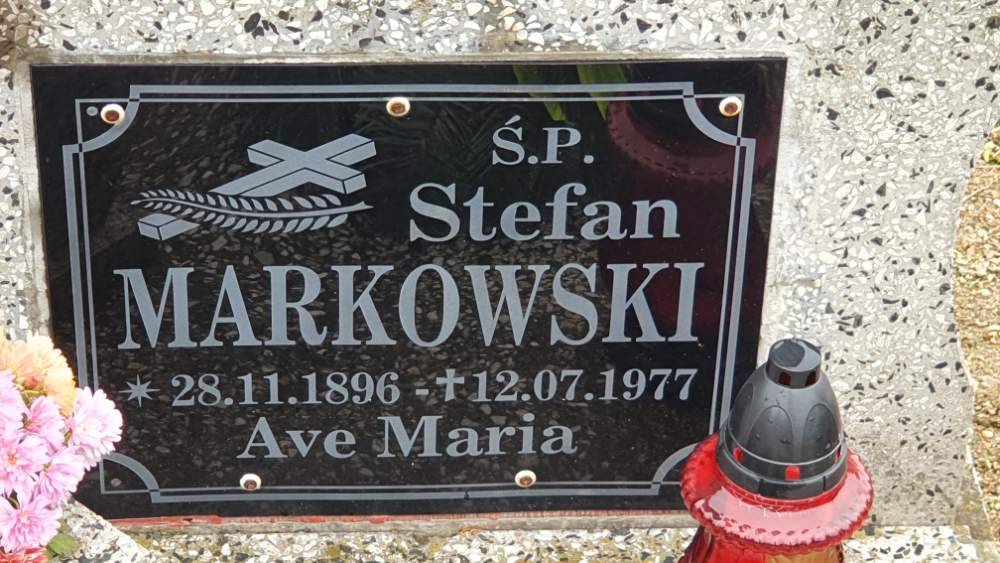 Ś.P.
Stefan
MARKOWSKI
* 28.11.1896 - † 12.07.1977
Ave Maria